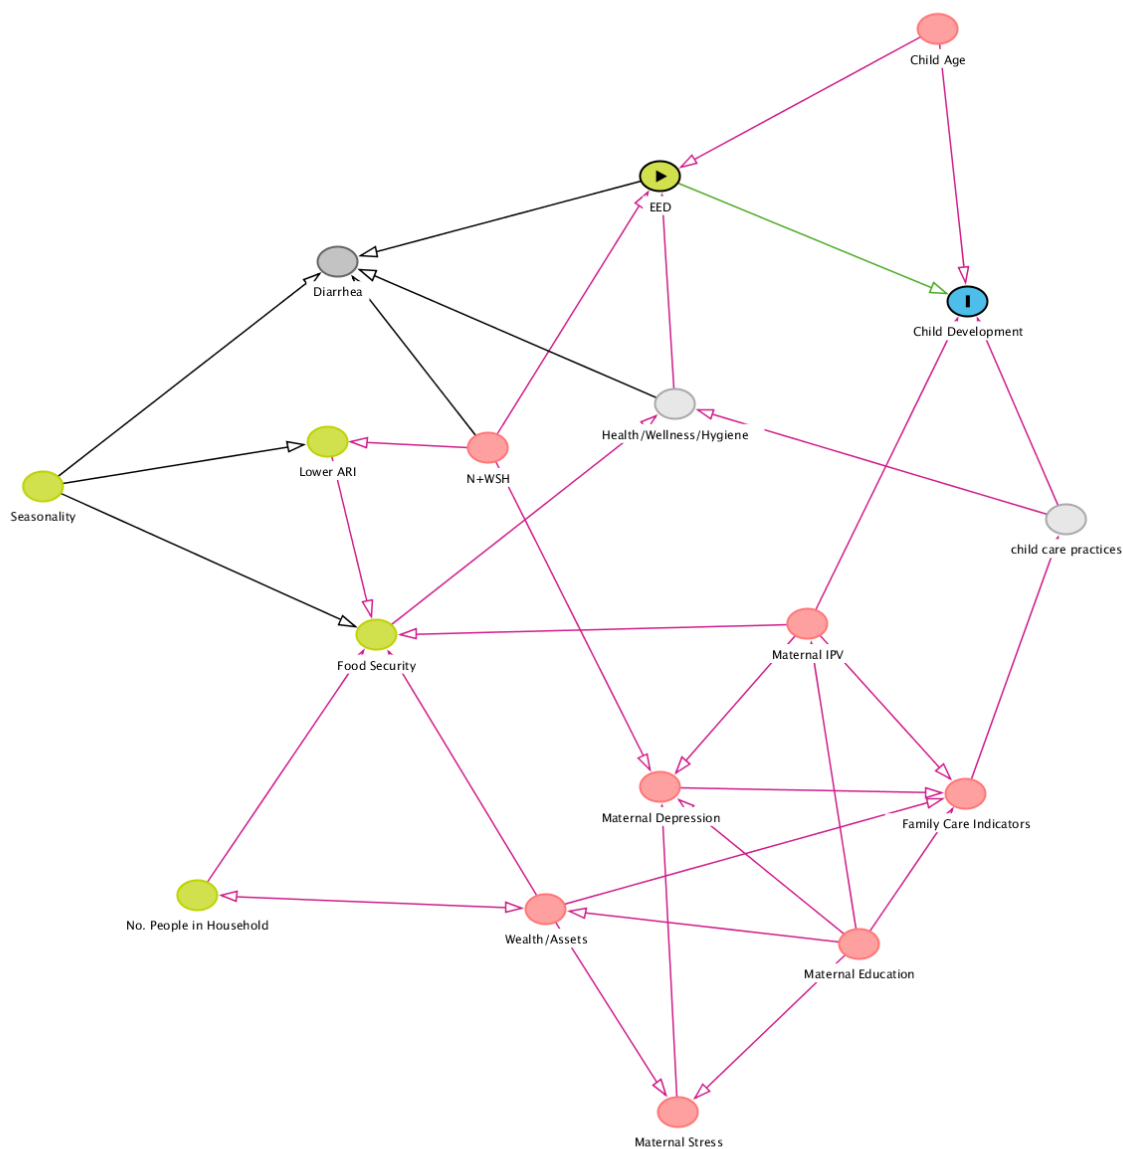 Child Age
EED
Diarrhea
Child Development
Health/Wellness/Hygiene
Lower ARI
N+WSH
Seasonality
child care practices
Maternal IPV
Food Security
Maternal Depression
Family Care Indicators
No. People in Household
Wealth/Assets
Maternal Education
Maternal Stress